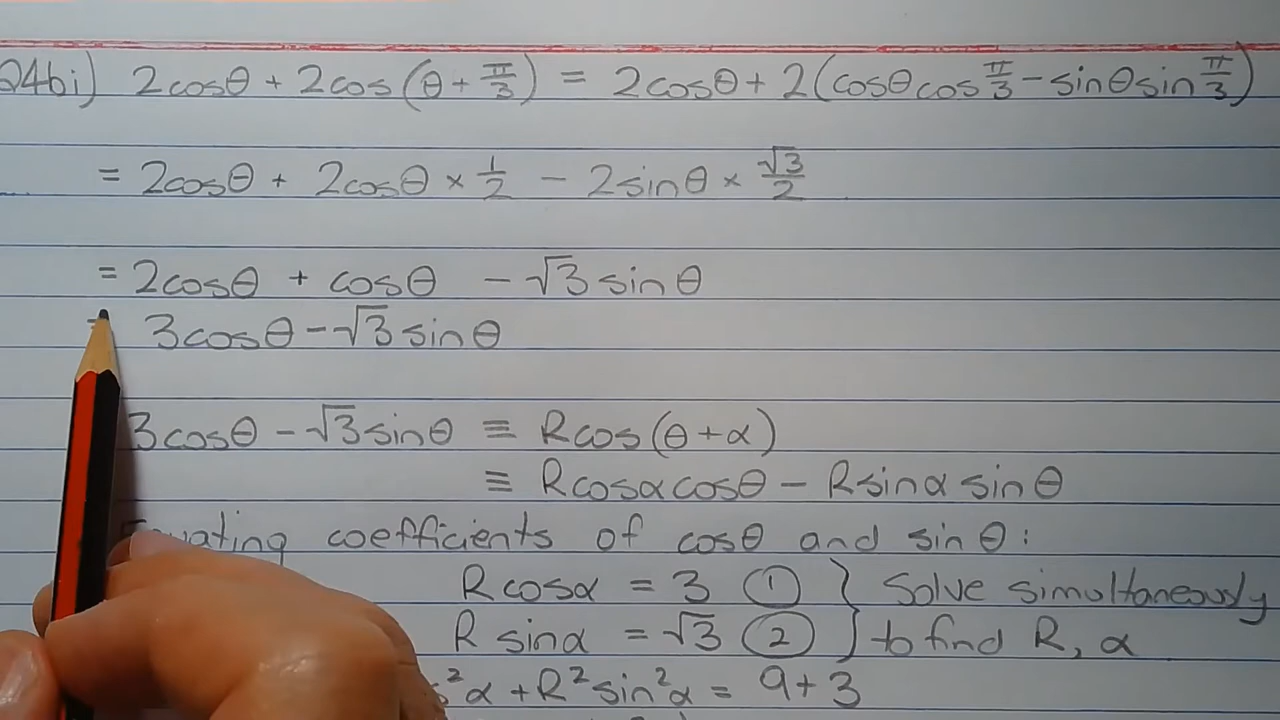 Q4bi) 2cosθ + 2cos(θ + π/3) = 2cosθ + 2(cosθcos π/3 - sinθsin π/3)
= 2cosθ + 2cosθ × 1/2 - 2sinθ × √3/2
= 2cosθ + cosθ - √3 sinθ
= 3cosθ - √3 sinθ
3cosθ - √3 sinθ ≡ Rcos(θ + α)
≡ Rcosαcosθ - Rsinα sinθ
coefficients of cosθ and sinθ:
Rcosα = 3 ① } Solve simultaneously
R sinα = √3 ② } to find R, α
s²α + R²sin²α = 9 + 3